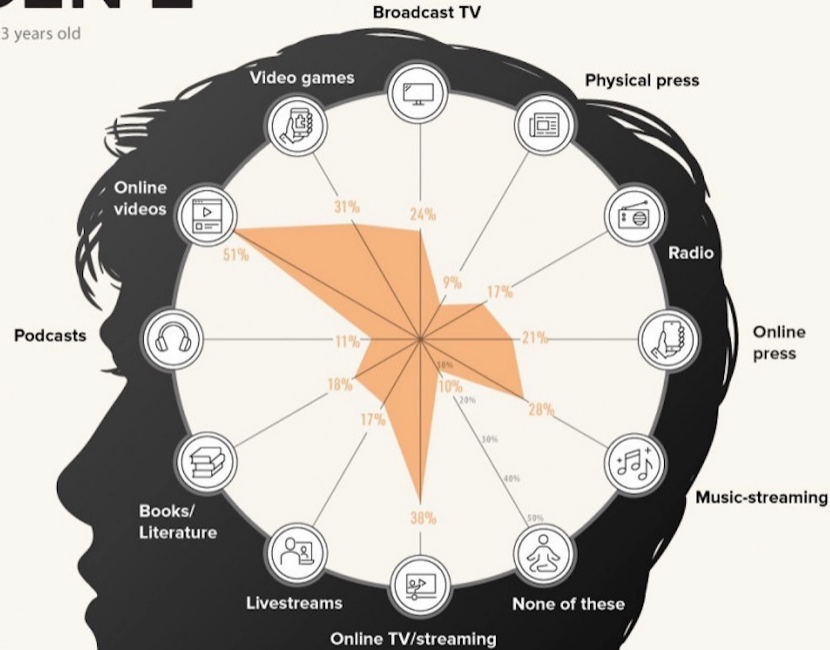 3 years old
Broadcast TV
Video games
Physical press
Online
videos
31%
24%
Radio
51%
9%
17%
Podcasts
11%
21%
Online
press
10%
18%
10%
20%
28%
17%
30%
40%
Music-streaming
Books/
Literature
38%
50%
Livestreams
None of these
Online TV/streaming